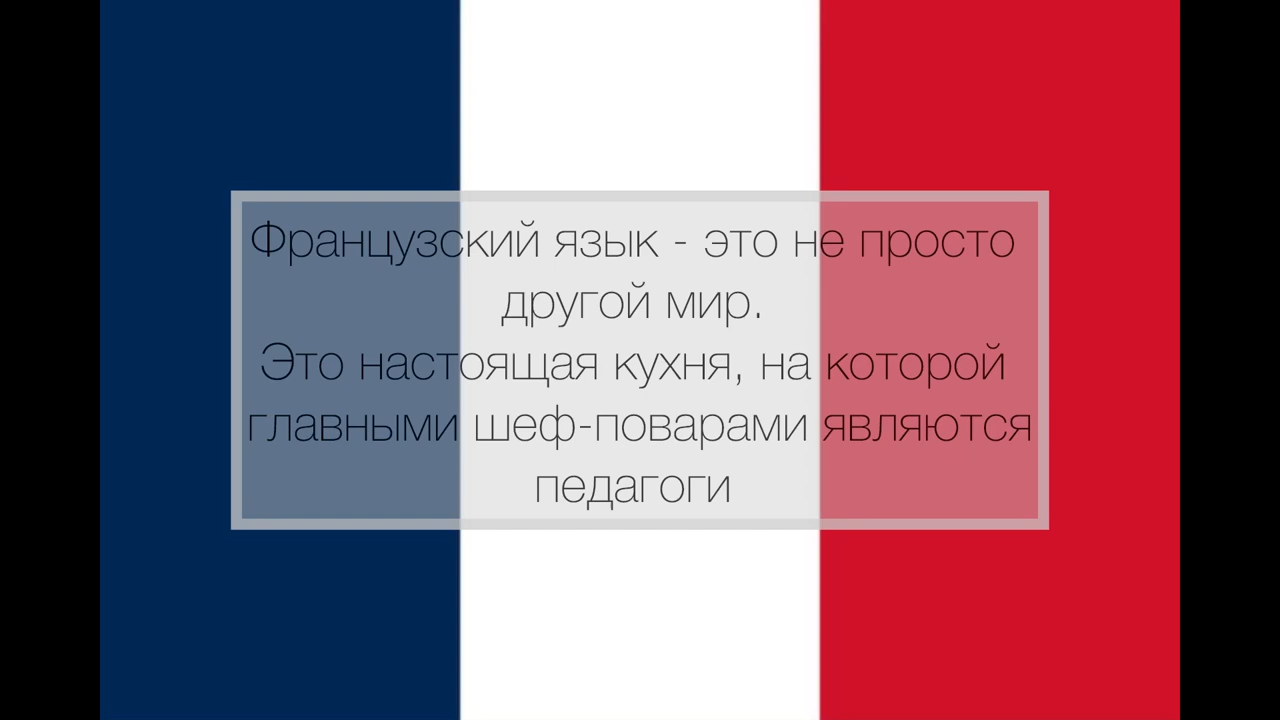 Французский язык - это не просто
другой мир.
Это настоящая кухня, на которой
главными шеф-поварами являются
педагоги